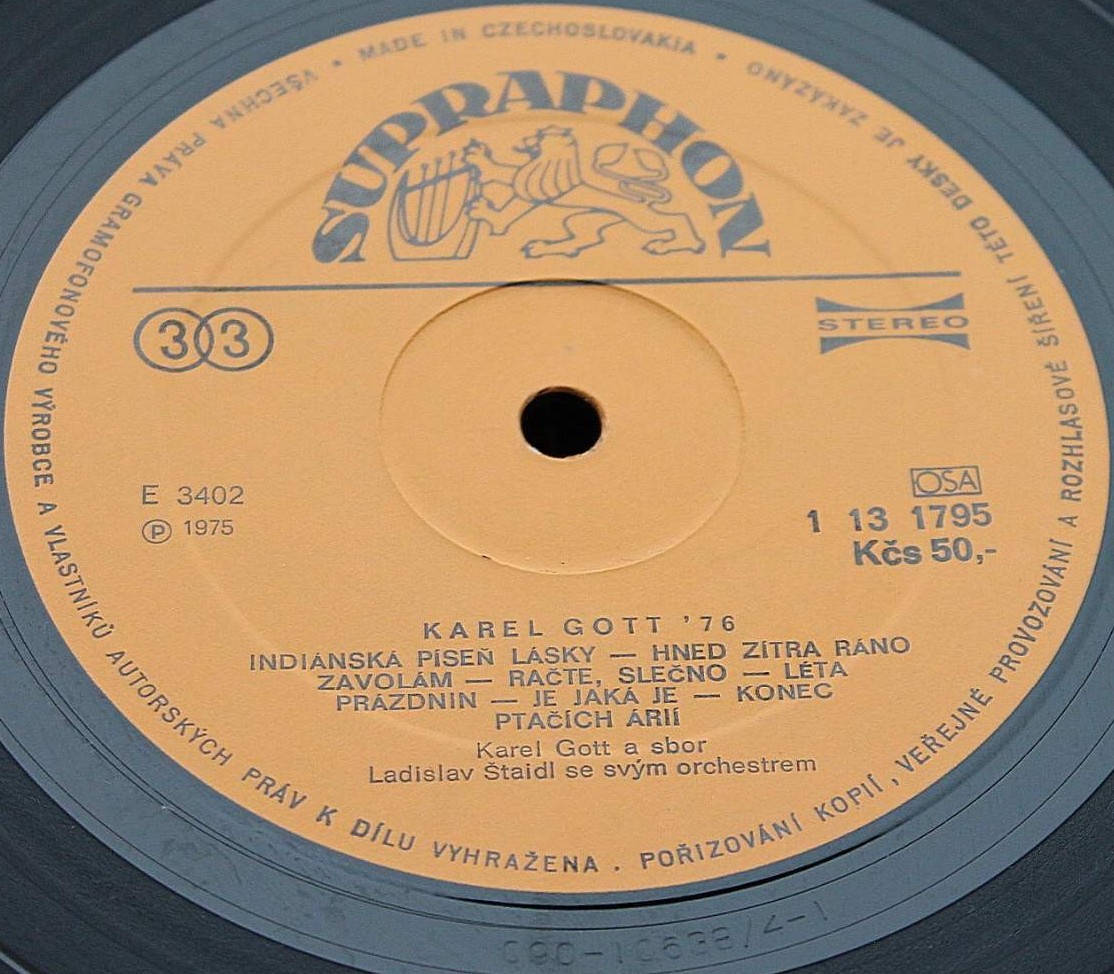 VŠECHNA PRÁVA GRAMOFONOVÉHO VÝROBCE A VLASTNÍKŮ AUTORSKÝCH PRÁV K DÍLU VYHRAŽENA . POŘIZOVÁNÍ KOPIÍ , VEŘEJNÉ PROVOZOVÁNÍ A ROZHLASOVÉ ŠÍŘENÍ TÉTO DESKY JE ZAKÁZÁNO • MADE IN CZECHOSLOVAKIA •
SUPRAPHON
33
STEREO
E 3402
Ⓟ 1975
OSA
1 13 1795
Kčs 50,-
KAREL GOTT '76
INDIÁNSKÁ PÍSEŇ LÁSKY — HNED ZÍTRA RÁNO
ZAVOLÁM — RAČTE, SLEČNO — LÉTA
PRÁZDNIN — JE JAKÁ JE — KONEC
PTAČÍCH ÁRIÍ
Karel Gott a sbor
Ladislav Štaidl se svým orchestrem